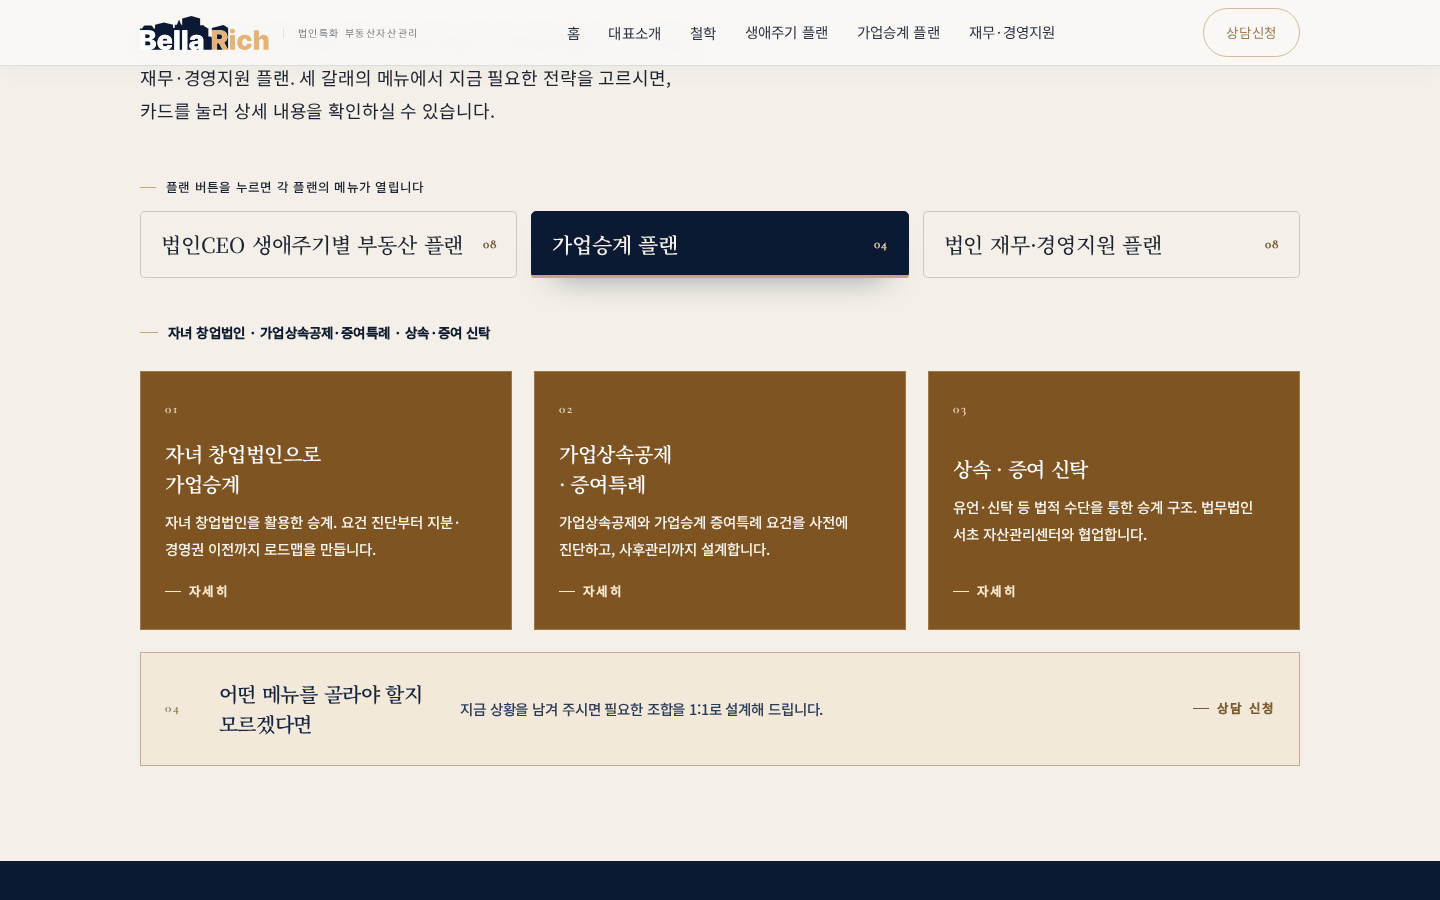 Bella Rich
법인특화 부동산자산관리
홈
대표소개
철학
생애주기 플랜
가업승계 플랜
재무·경영지원
상담신청
재무·경영지원 플랜. 세 갈래의 메뉴에서 지금 필요한 전략을 고르시면,
카드를 눌러 상세 내용을 확인하실 수 있습니다.
플랜 버튼을 누르면 각 플랜의 메뉴가 열립니다
법인CEO 생애주기별 부동산 플랜 08
가업승계 플랜 04
법인 재무·경영지원 플랜 08
자녀 창업법인 · 가업상속공제·증여특례 · 상속·증여 신탁
01
자녀 창업법인으로
가업승계
자녀 창업법인을 활용한 승계. 요건 진단부터 지분·
경영권 이전까지 로드맵을 만듭니다.
자세히
02
가업상속공제
· 증여특례
가업상속공제와 가업승계 증여특례 요건을 사전에
진단하고, 사후관리까지 설계합니다.
자세히
03
상속 · 증여 신탁
유언·신탁 등 법적 수단을 통한 승계 구조. 법무법인
서초 자산관리센터와 협업합니다.
자세히
04
어떤 메뉴를 골라야 할지
모르겠다면
지금 상황을 남겨 주시면 필요한 조합을 1:1로 설계해 드립니다.
상담 신청